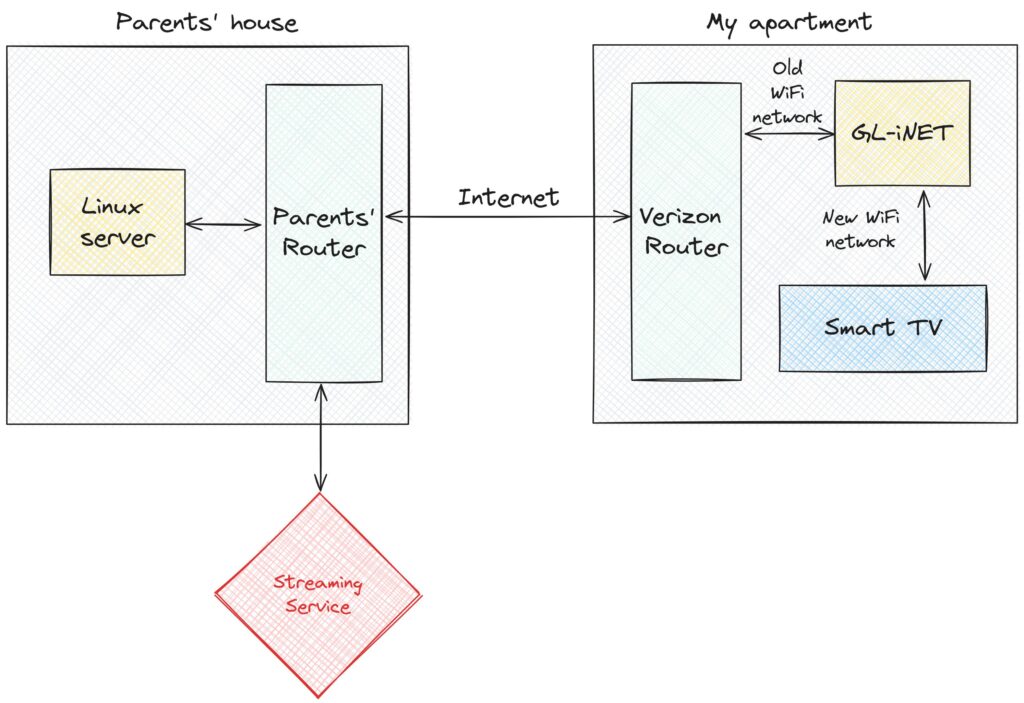 Parents' house
My apartment
Old
WiFi
network
GL-iNET
Linux
server
Parents'
Router
Internet
Verizon
Router
New WiFi
network
Smart TV
Streaming
Service